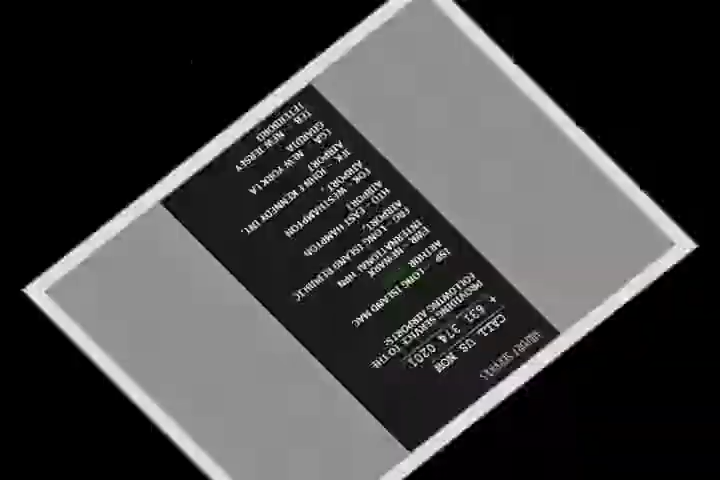 AIRPORT SERVICES
CALL US NOW
+ 631 374 0201
PROVIDING SERVICE TO THE
FOLLOWING AIRPORTS:
ISP - LONG ISLAND MAC
ARTHUR
EWR - NEWARK
INTERNATIONAL
FRG - LONG ISLAND REPUBLIC
AIRPORT
HTO - EAST HAMPTON
AIRPORT
FOK - WESTHAMPTON
AIRPORT
JFK - JOHN F KENNEDY INT.
AIRPORT
LGA - NEW YORK LA
GUARDIA
TEB - NEW JERSEY
TETERBORO